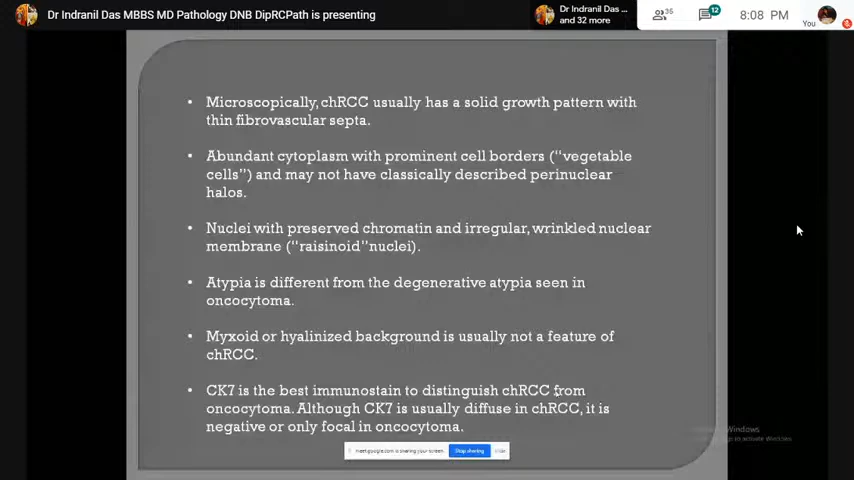 Dr Indranil Das MBBS MD Pathology DNB DipRCPath is presenting
Dr Indranil Das ...
and 32 more
35
12
8:08 PM
You
• Microscopically, chRCC usually has a solid growth pattern with
thin fibrovascular septa.
• Abundant cytoplasm with prominent cell borders ("vegetable
cells") and may not have classically described perinuclear
halos.
• Nuclei with preserved chromatin and irregular, wrinkled nuclear
membrane ("raisinoid"nuclei).
• Atypia is different from the degenerative atypia seen in
oncocytoma.
• Myxoid or hyalinized background is usually not a feature of
chRCC.
• CK7 is the best immunostain to distinguish chRCC from
oncocytoma. Although CK7 is usually diffuse in chRCC, it is
negative or only focal in oncocytoma.
meet.google.com is sharing your screen.
Stop sharing
Hide
Windows
to activate Windows